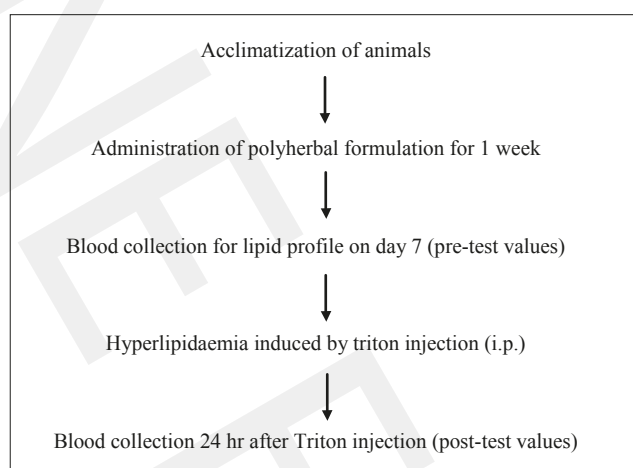 Acclimatization of animals
Administration of polyherbal formulation for 1 week
Blood collection for lipid profile on day 7 (pre-test values)
Hyperlipidaemia induced by triton injection (i.p.)
Blood collection 24 hr after Triton injection (post-test values)